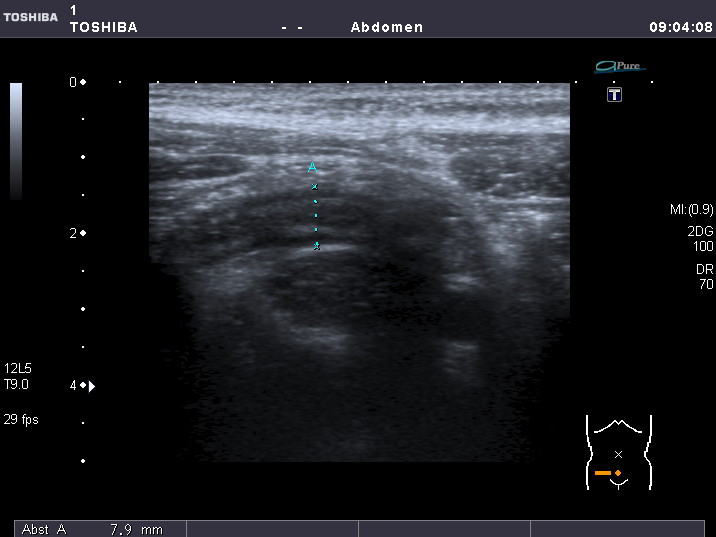 TOSHIBA
1
TOSHIBA
- -
Abdomen
09:04:08
0
aPure
T
A
MI:(0.9)
2
2DG
100
DR
70
12L5
T9.0
4
29 fps
Abst A 7.9 mm